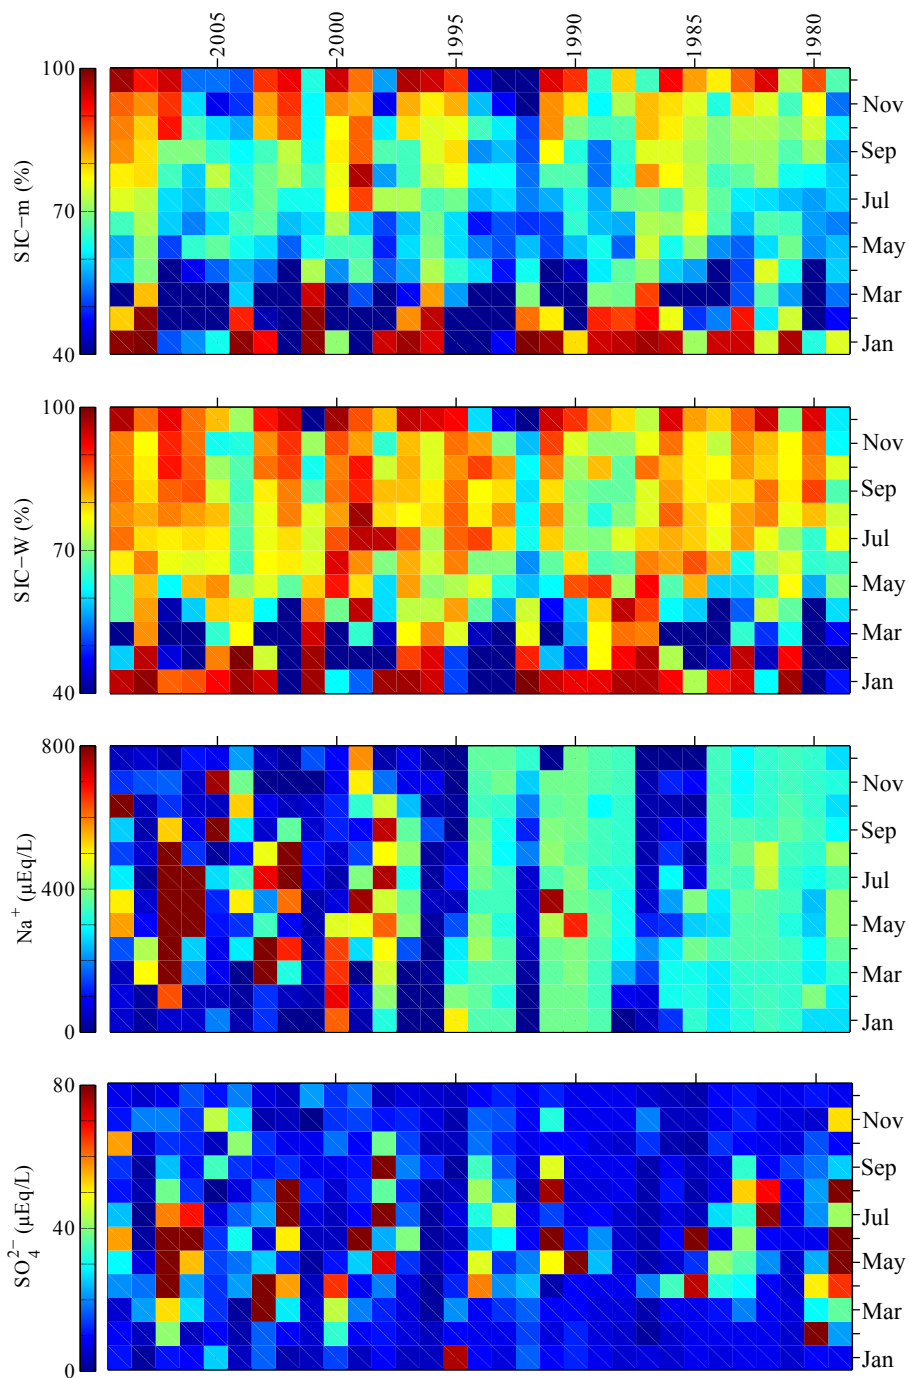 2005 2000 1995 1990 1985 1980
100
70
40
SIC−m (%)
Nov
Sep
Jul
May
Mar
Jan
100
70
40
SIC−W (%)
Nov
Sep
Jul
May
Mar
Jan
800
400
0
Na⁺ (µEq/L)
Nov
Sep
Jul
May
Mar
Jan
80
40
0
SO₄²⁻ (µEq/L)
Nov
Sep
Jul
May
Mar
Jan